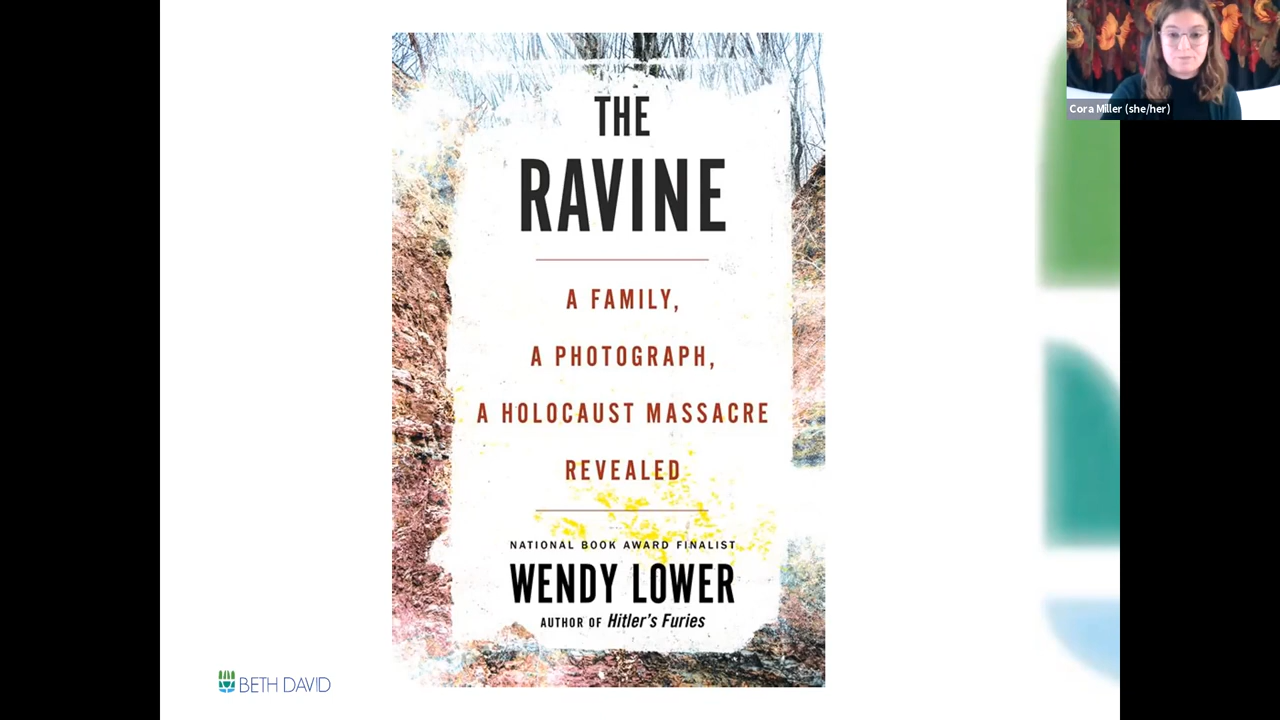 THE
RAVINE
A FAMILY,
A PHOTOGRAPH,
A HOLOCAUST MASSACRE
REVEALED
NATIONAL BOOK AWARD FINALIST
WENDY LOWER
AUTHOR OF Hitler's Furies
BETH DAVID
Cora Miller (she/her)